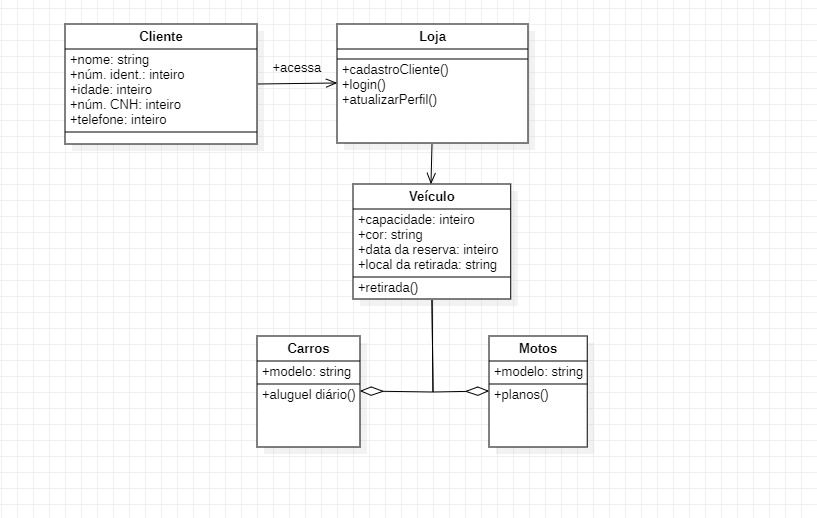 Cliente
+nome: string
+núm. ident.: inteiro
+idade: inteiro
+núm. CNH: inteiro
+telefone: inteiro
+acessa
Loja
+cadastroCliente()
+login()
+atualizarPerfil()
Veículo
+capacidade: inteiro
+cor: string
+data da reserva: inteiro
+local da retirada: string
+retirada()
Carros
+modelo: string
+aluguel diário()
Motos
+modelo: string
+planos()